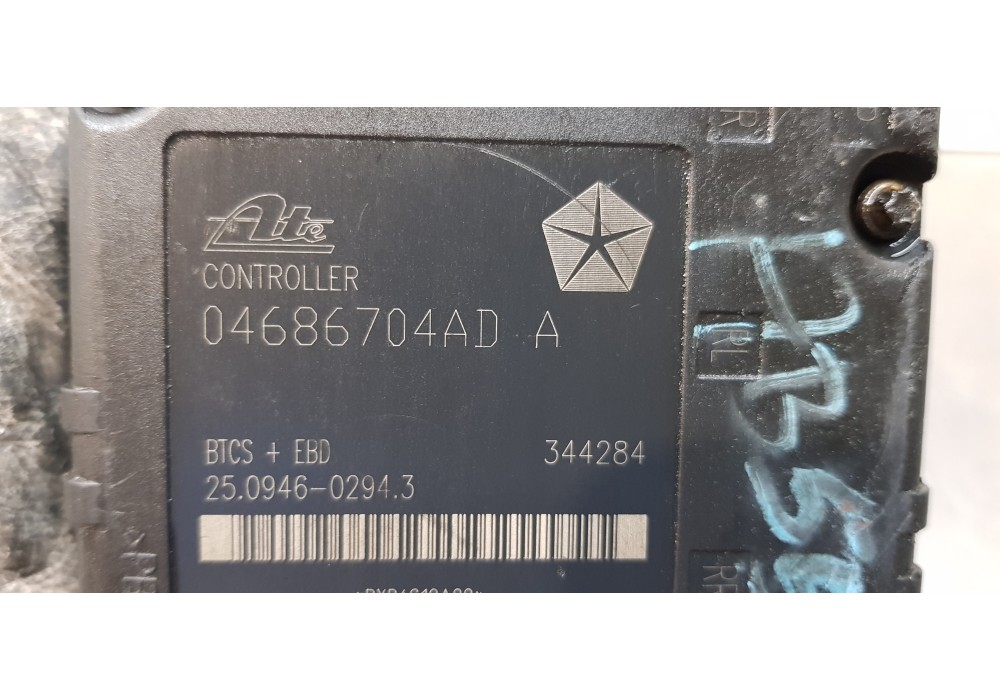 Ate
CONTROLLER
04686704AD A
BTCS + EBD 344284
25.0946-0294.3
RL